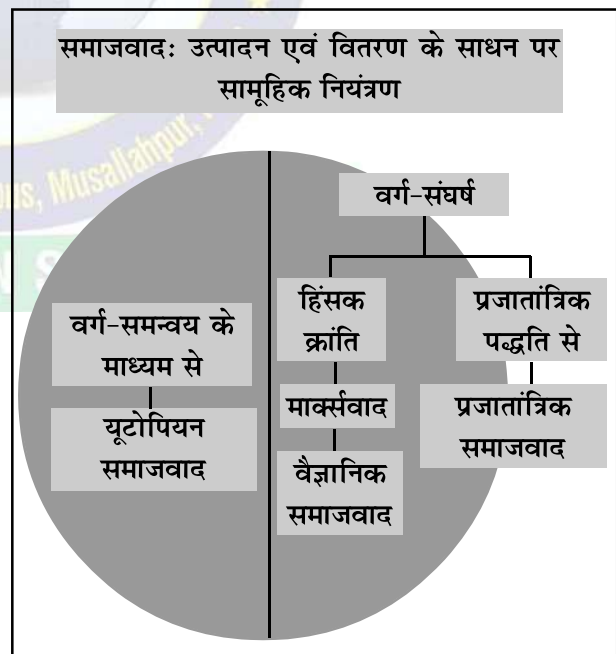 समाजवाद: उत्पादन एवं वितरण के साधन पर
सामूहिक नियंत्रण
वर्ग-संघर्ष
हिंसक
क्रांति
प्रजातांत्रिक
पद्धति से
वर्ग-समन्वय के
माध्यम से
मार्क्सवाद
प्रजातांत्रिक
समाजवाद
यूटोपियन
समाजवाद
वैज्ञानिक
समाजवाद
Musallahpur,